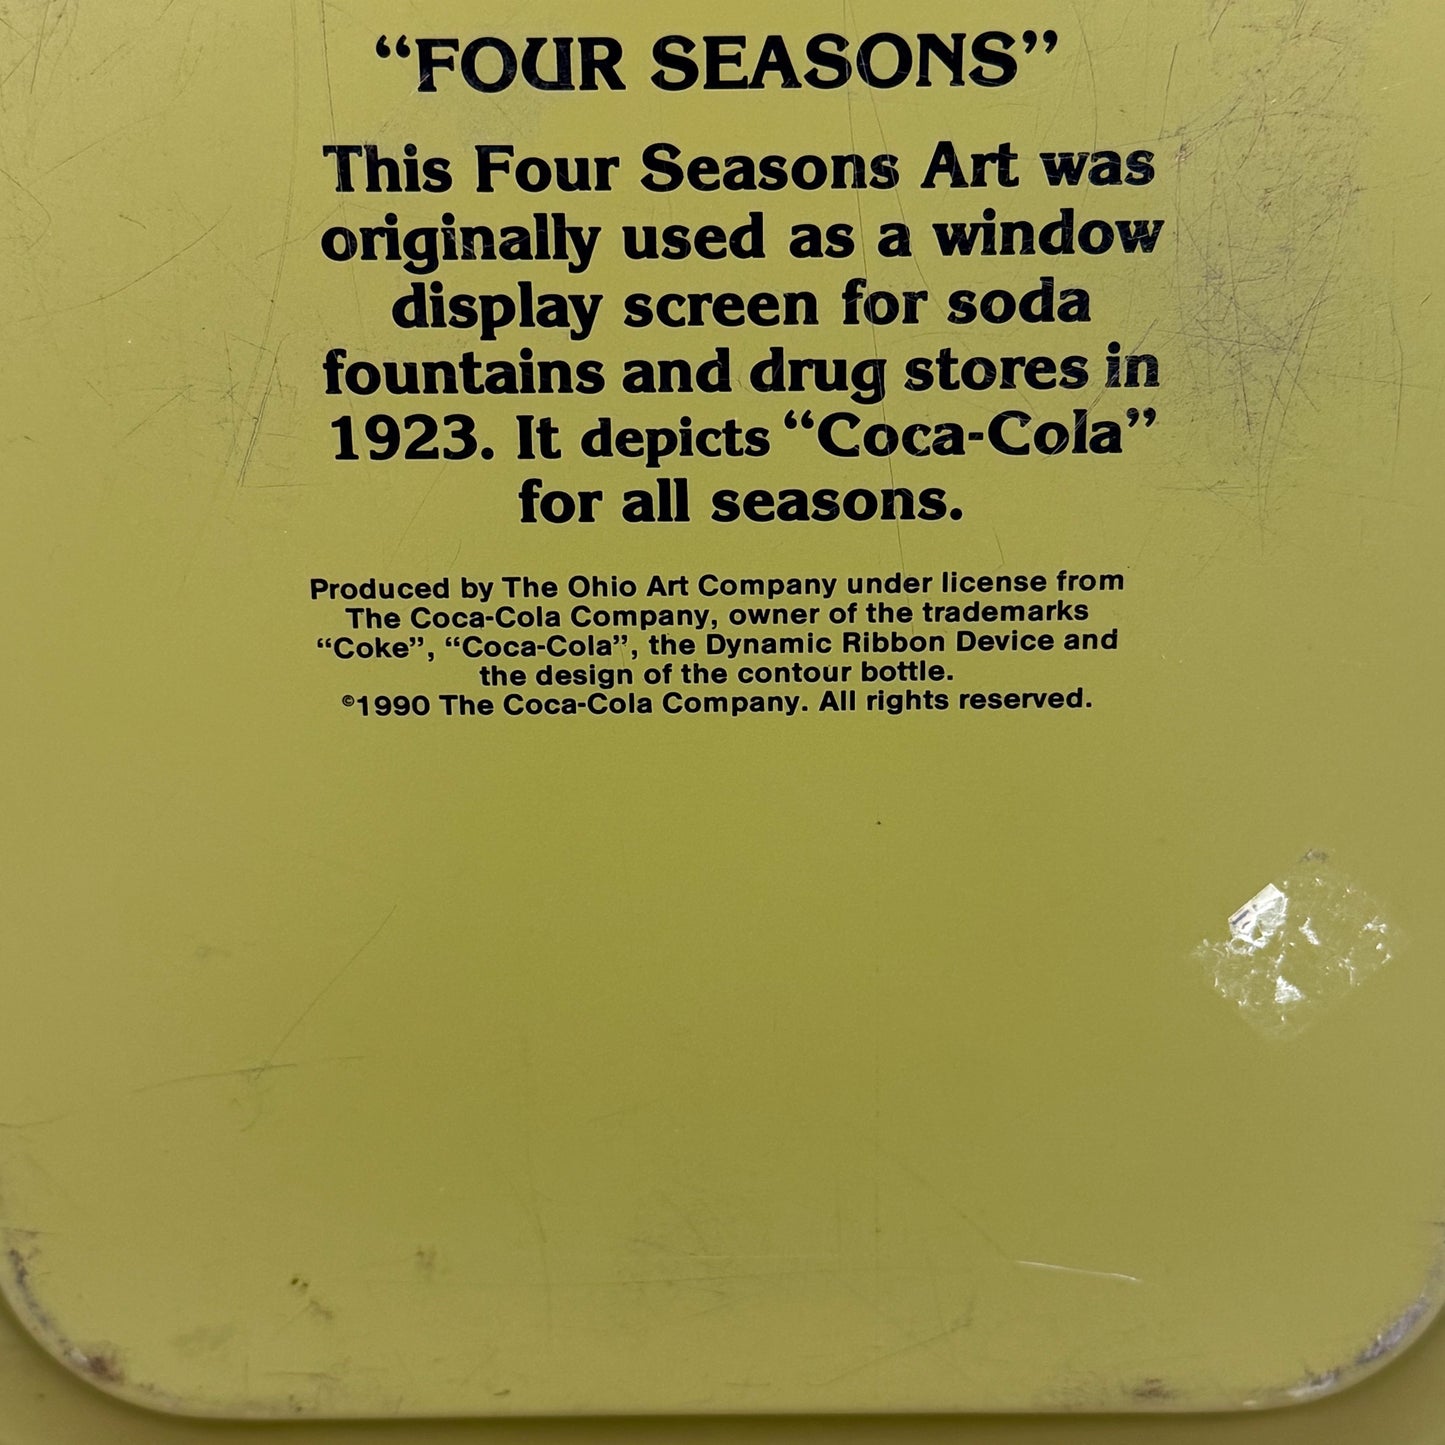 “FOUR SEASONS”
This Four Seasons Art was
originally used as a window
display screen for soda
fountains and drug stores in
1923. It depicts “Coca-Cola”
for all seasons.
Produced by The Ohio Art Company under license from
The Coca-Cola Company, owner of the trademarks
“Coke”, “Coca-Cola”, the Dynamic Ribbon Device and
the design of the contour bottle.
©1990 The Coca-Cola Company. All rights reserved.